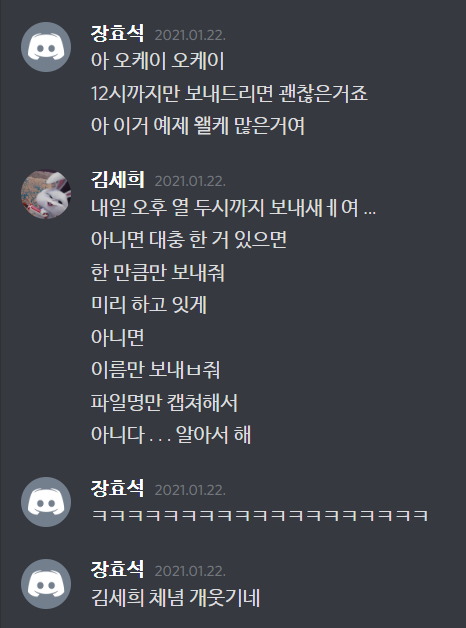 장효석 2021.01.22.
아 오케이 오케이
12시까지만 보내드리면 괜찮은거죠
아 이거 예제 왤케 많은거여
김세희 2021.01.22.
내일 오후 열 두시까지 보내새ㅔ여 ...
아니면 대충 한 거 있으면
한 만큼만 보내줘
미리 하고 잇게
아니면
이름만 보내ㅂ줘
파일명만 캡쳐해서
아니다 . . . 알아서 해
장효석 2021.01.22.
ㅋㅋㅋㅋㅋㅋㅋㅋㅋㅋㅋㅋㅋㅋㅋㅋㅋㅋㅋ
장효석 2021.01.22.
김세희 체념 개웃기네